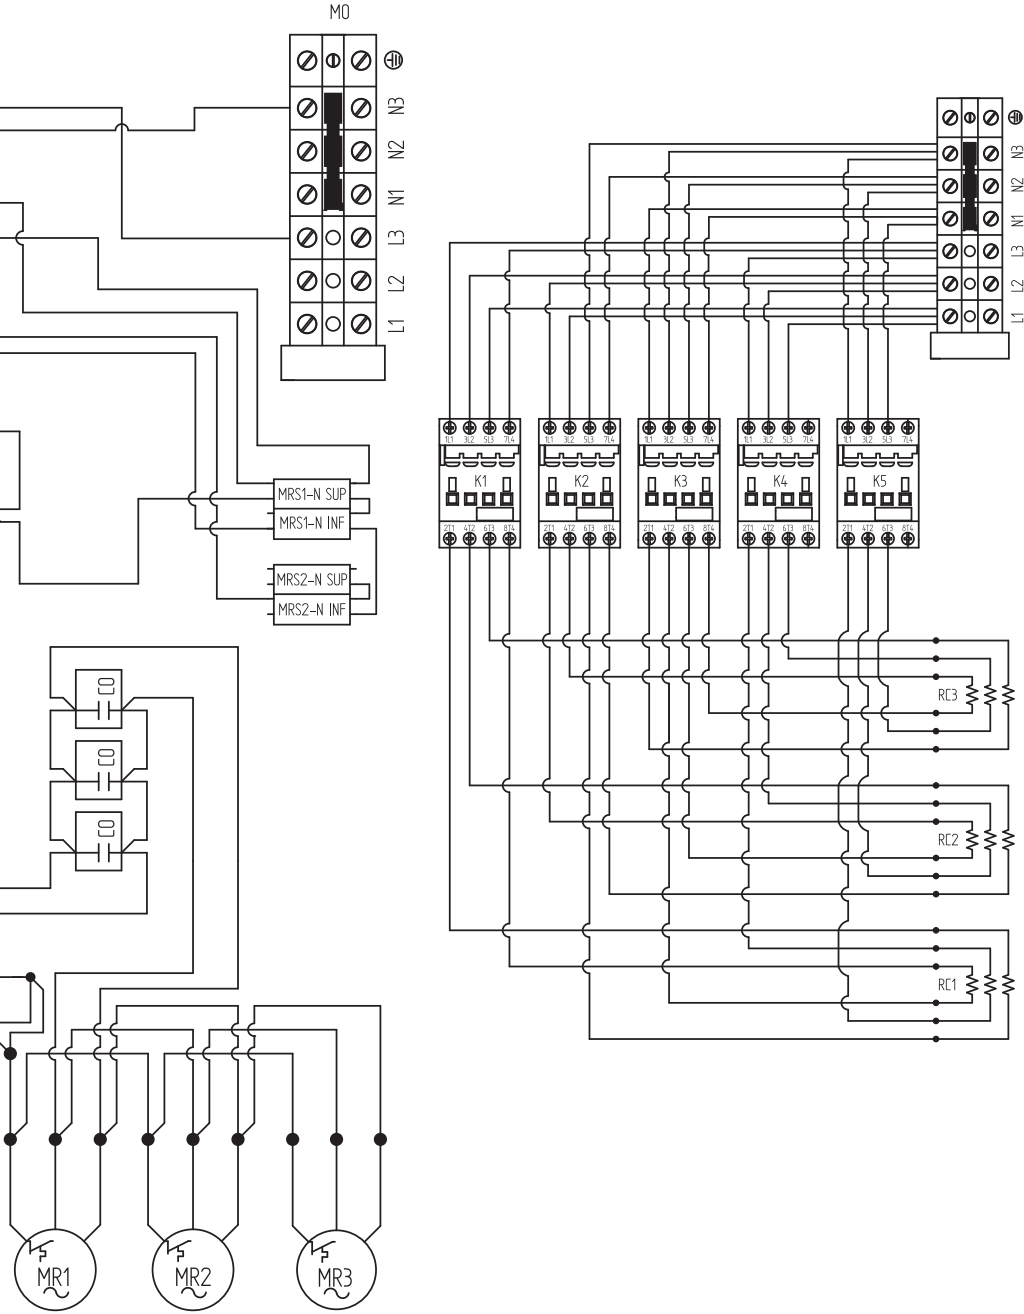 M0
N3
N2
N1
L3
L2
L1
N3
N2
N1
L3
L2
L1
1L1 3L2 5L3 7L4
1L1 3L2 5L3 7L4
1L1 3L2 5L3 7L4
1L1 3L2 5L3 7L4
1L1 3L2 5L3 7L4
K1
K2
K3
K4
K5
2T1 4T2 6T3 8T4
2T1 4T2 6T3 8T4
2T1 4T2 6T3 8T4
2T1 4T2 6T3 8T4
2T1 4T2 6T3 8T4
MRS1-N SUP
MRS1-N INF
MRS2-N SUP
MRS2-N INF
CO
CO
CO
RC3
RC2
RC1
MR1
MR2
MR3